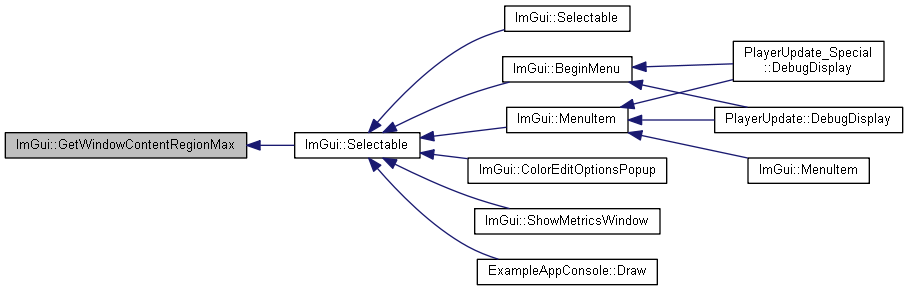 ImGui::GetWindowContentRegionMax
ImGui::Selectable
ImGui::Selectable
ImGui::BeginMenu
ImGui::MenuItem
ImGui::ColorEditOptionsPopup
ImGui::ShowMetricsWindow
ExampleAppConsole::Draw
PlayerUpdate_Special
::DebugDisplay
PlayerUpdate::DebugDisplay
ImGui::MenuItem